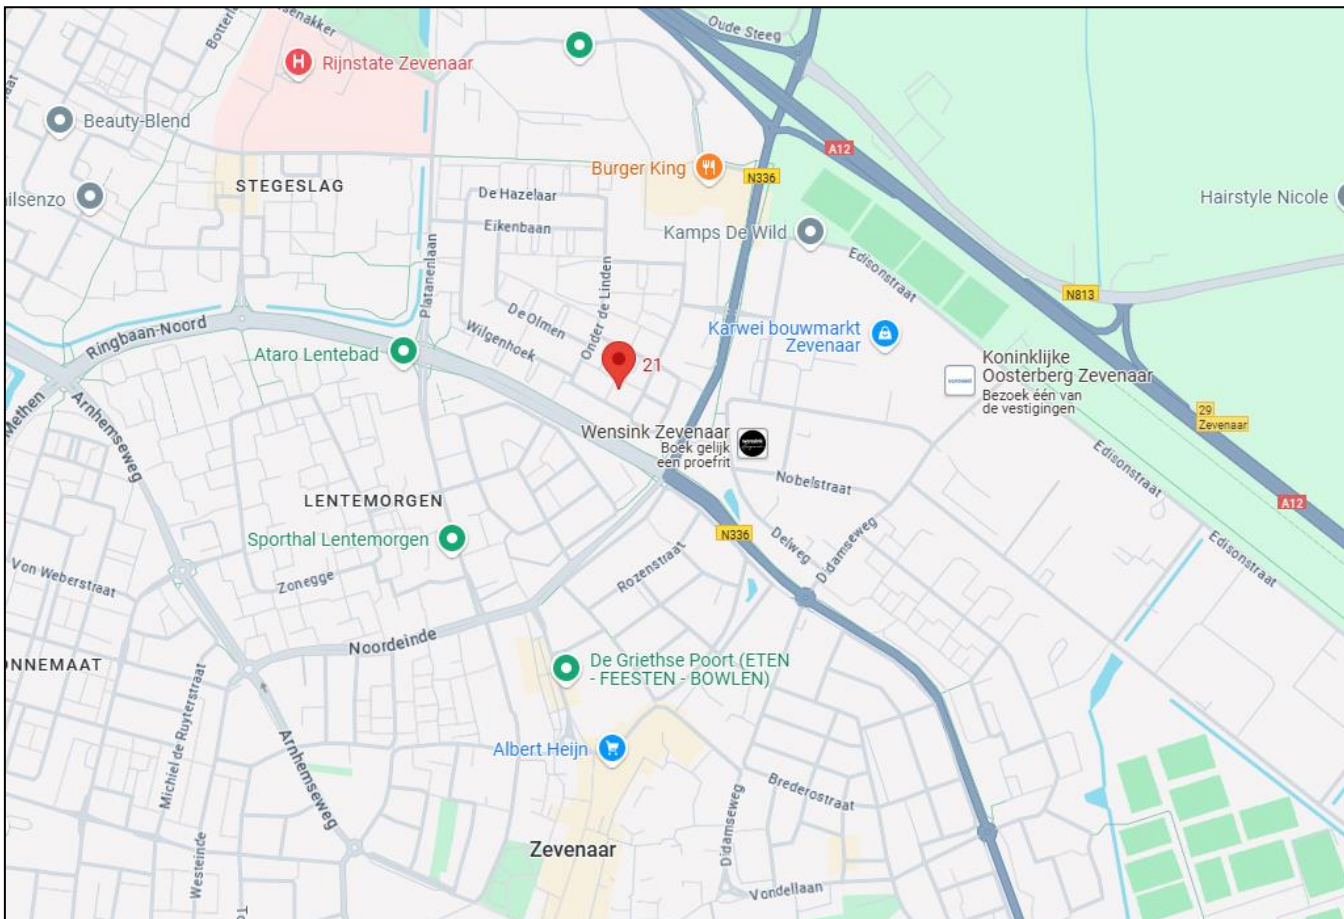 Oude Steeg
Rijnstate Zevenaar
A12
Beauty-Blend
Burger King
N336
STEGESLAG
De Hazelaar
Hairstyle Nicole
Eikenbaan
Kamps De Wild
Edisonstraat
Platanenlaan
Onder de Linden
N813
De Olmen
Ringbaan-Noord
Wilgenhoek
Karwei bouwmarkt
Zevenaar
Ataro Lentebad
21
Koninklijke
Oosterberg Zevenaar
Bezoek één van
de vestigingen
Arnhemseweg
Methen
29
Zevenaar
Wensink Zevenaar
Boek gelijk
een proefrit
Edisonstraat
Nobelstraat
LENTEMORGEN
A12
Sporthal Lentemorgen
N336
Delweg
Didamseweg
Edisonstraat
Rozenstraat
Von Weberstraat
Zonegge
Noordeinde
ONNEMAAT
De Griethse Poort (ETEN
- FEESTEN - BOWLEN)
Michiel de Ruyterstraat
Albert Heijn
Arnhemseweg
Brederostraat
Didamseweg
Zevenaar
Westeinde
Vondellaan